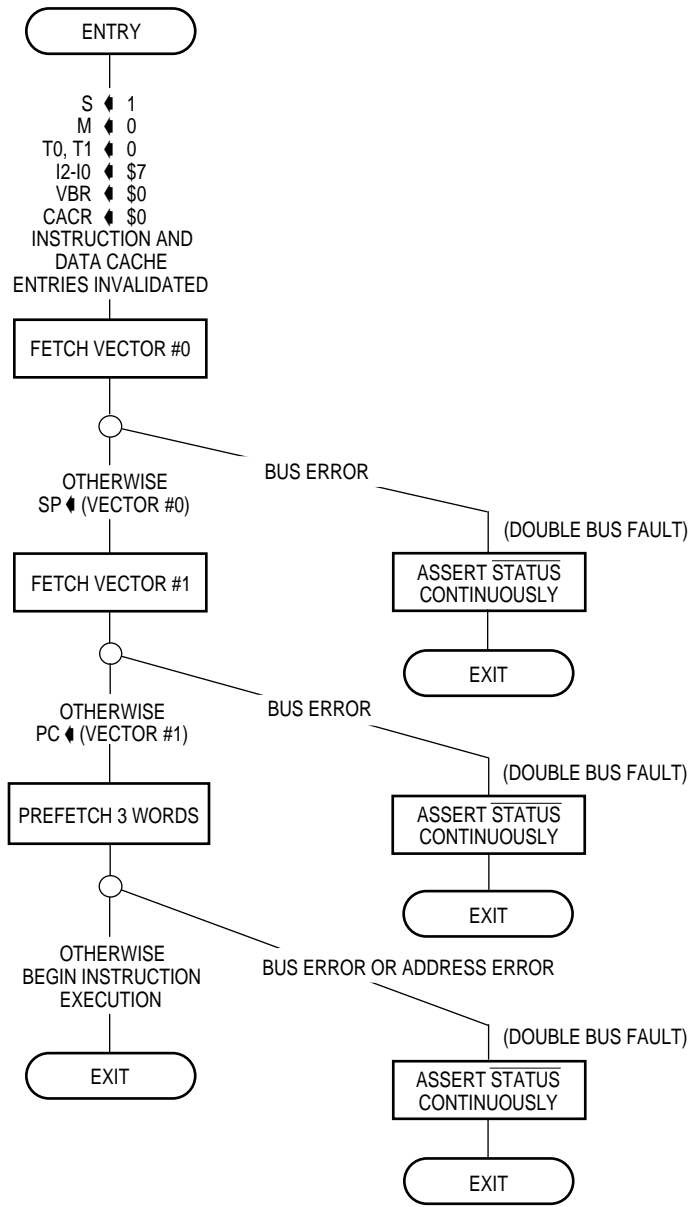 ENTRY
S ◖ 1
M ◖ 0
T0, T1 ◖ 0
I2-I0 ◖ $7
VBR ◖ $0
CACR ◖ $0
INSTRUCTION AND
DATA CACHE
ENTRIES INVALIDATED
FETCH VECTOR #0
BUS ERROR
OTHERWISE
SP ◖ (VECTOR #0)
(DOUBLE BUS FAULT)
ASSERT STATUS
CONTINUOUSLY
EXIT
FETCH VECTOR #1
BUS ERROR
OTHERWISE
PC ◖ (VECTOR #1)
(DOUBLE BUS FAULT)
ASSERT STATUS
CONTINUOUSLY
EXIT
PREFETCH 3 WORDS
BUS ERROR OR ADDRESS ERROR
OTHERWISE
BEGIN INSTRUCTION
EXECUTION
EXIT
(DOUBLE BUS FAULT)
ASSERT STATUS
CONTINUOUSLY
EXIT